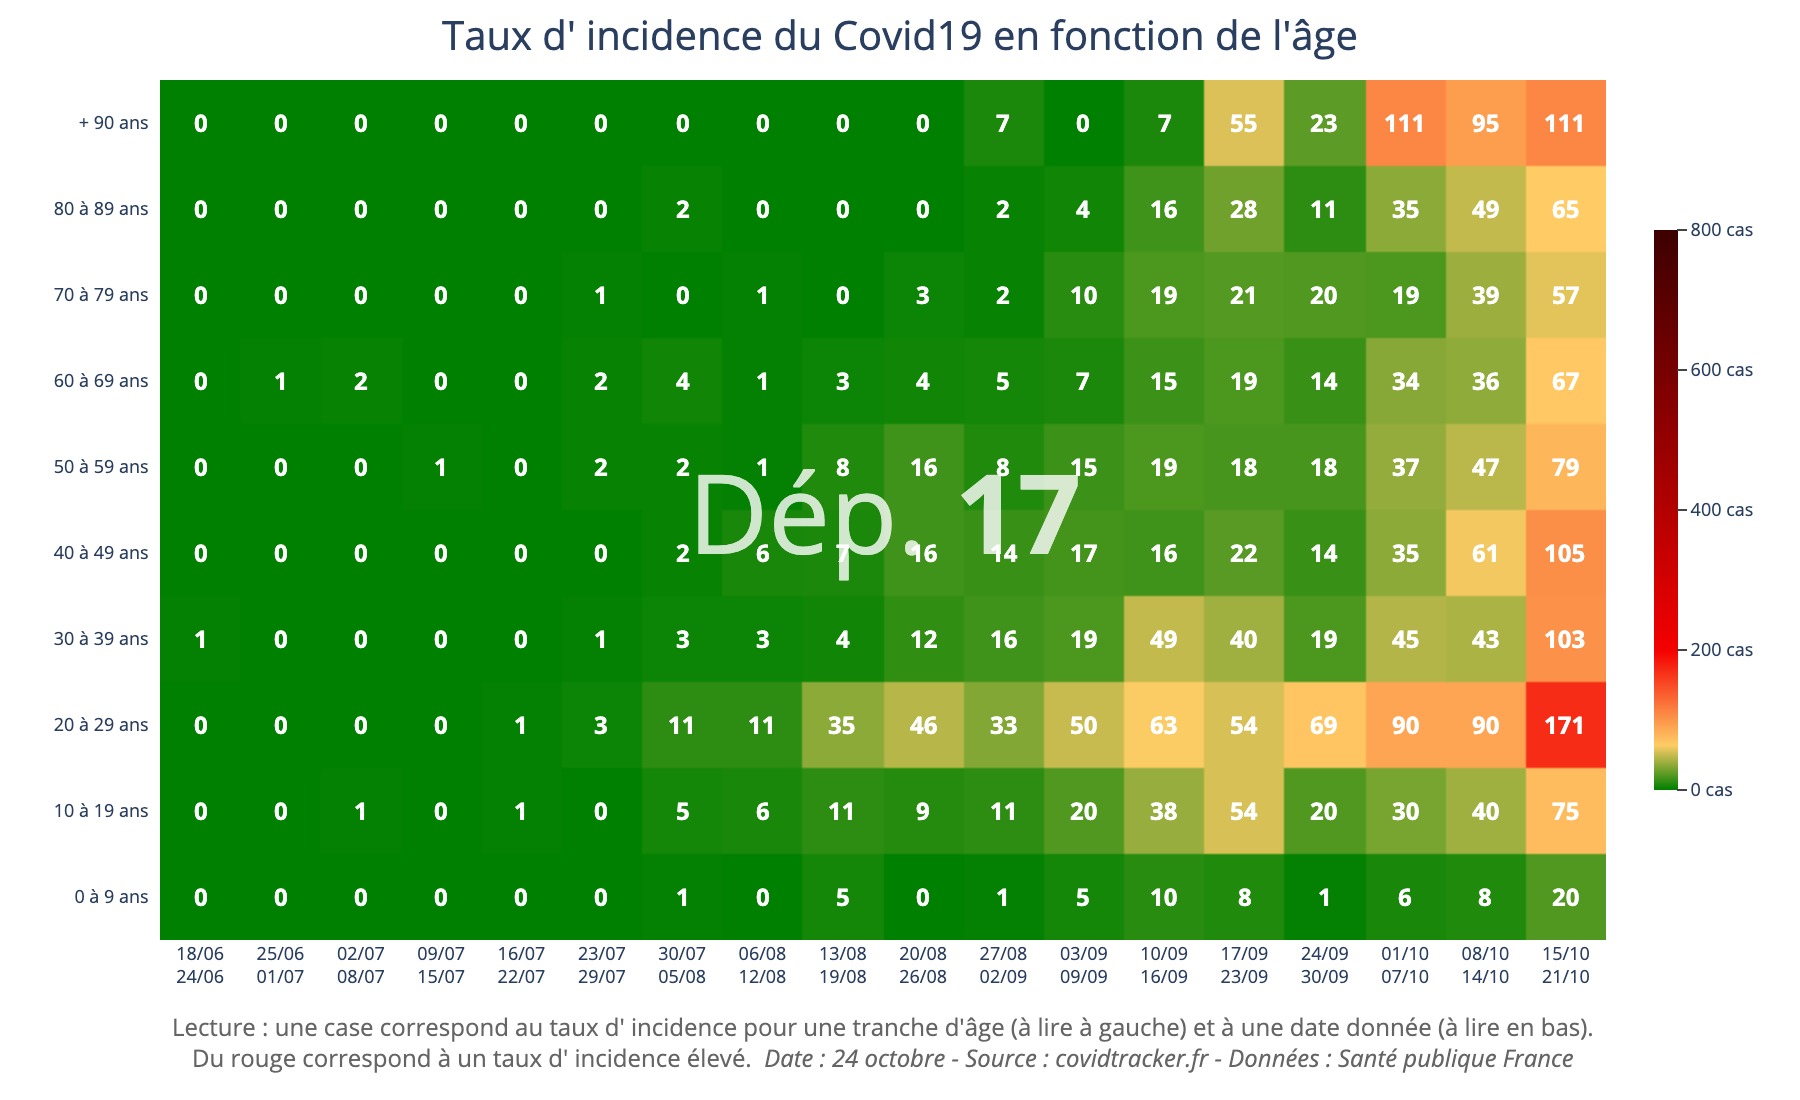 Taux d' incidence du Covid19 en fonction de l'âge
+ 90 ans 0 0 0 0 0 0 0 0 0 0 7 0 7 55 23 111 95 111
80 à 89 ans 0 0 0 0 0 0 2 0 0 0 2 4 16 28 11 35 49 65
800 cas
70 à 79 ans 0 0 0 0 0 1 0 1 0 3 2 10 19 21 20 19 39 57
60 à 69 ans 0 1 2 0 0 2 4 1 3 4 5 7 15 19 14 34 36 67
600 cas
50 à 59 ans 0 0 0 1 0 2 2 1 8 16 8 15 19 18 18 37 47 79
Dép. 17
400 cas
40 à 49 ans 0 0 0 0 0 0 2 6 7 16 14 17 16 22 14 35 61 105
30 à 39 ans 1 0 0 0 0 1 3 3 4 12 16 19 49 40 19 45 43 103
200 cas
20 à 29 ans 0 0 0 0 1 3 11 11 35 46 33 50 63 54 69 90 90 171
0 cas
10 à 19 ans 0 0 1 0 1 0 5 6 11 9 11 20 38 54 20 30 40 75
0 à 9 ans 0 0 0 0 0 0 1 0 5 0 1 5 10 8 1 6 8 20
18/06 25/06 02/07 09/07 16/07 23/07 30/07 06/08 13/08 20/08 27/08 03/09 10/09 17/09 24/09 01/10 08/10 15/10
24/06 01/07 08/07 15/07 22/07 29/07 05/08 12/08 19/08 26/08 02/09 09/09 16/09 23/09 30/09 07/10 14/10 21/10
Lecture : une case correspond au taux d' incidence pour une tranche d'âge (à lire à gauche) et à une date donnée (à lire en bas).
Du rouge correspond à un taux d' incidence élevé. Date : 24 octobre - Source : covidtracker.fr - Données : Santé publique France